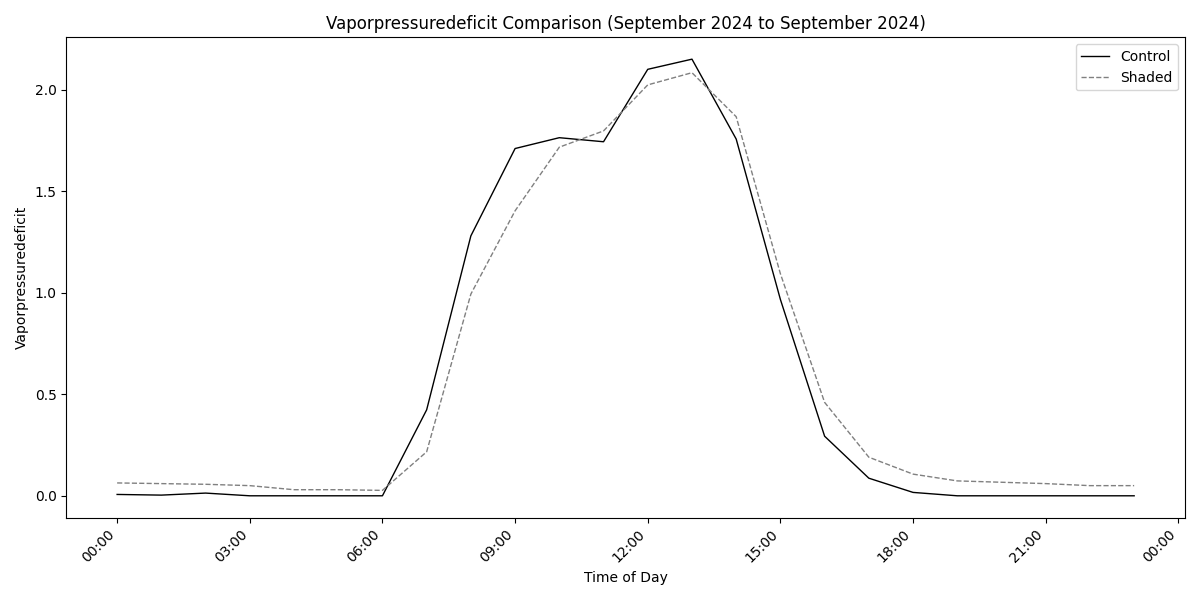 Vaporpressuredeficit Comparison (September 2024 to September 2024)
Control
Shaded
Vaporpressuredeficit
2.0
1.5
1.0
0.5
0.0
00:00
03:00
06:00
09:00
12:00
15:00
18:00
21:00
00:00
Time of Day